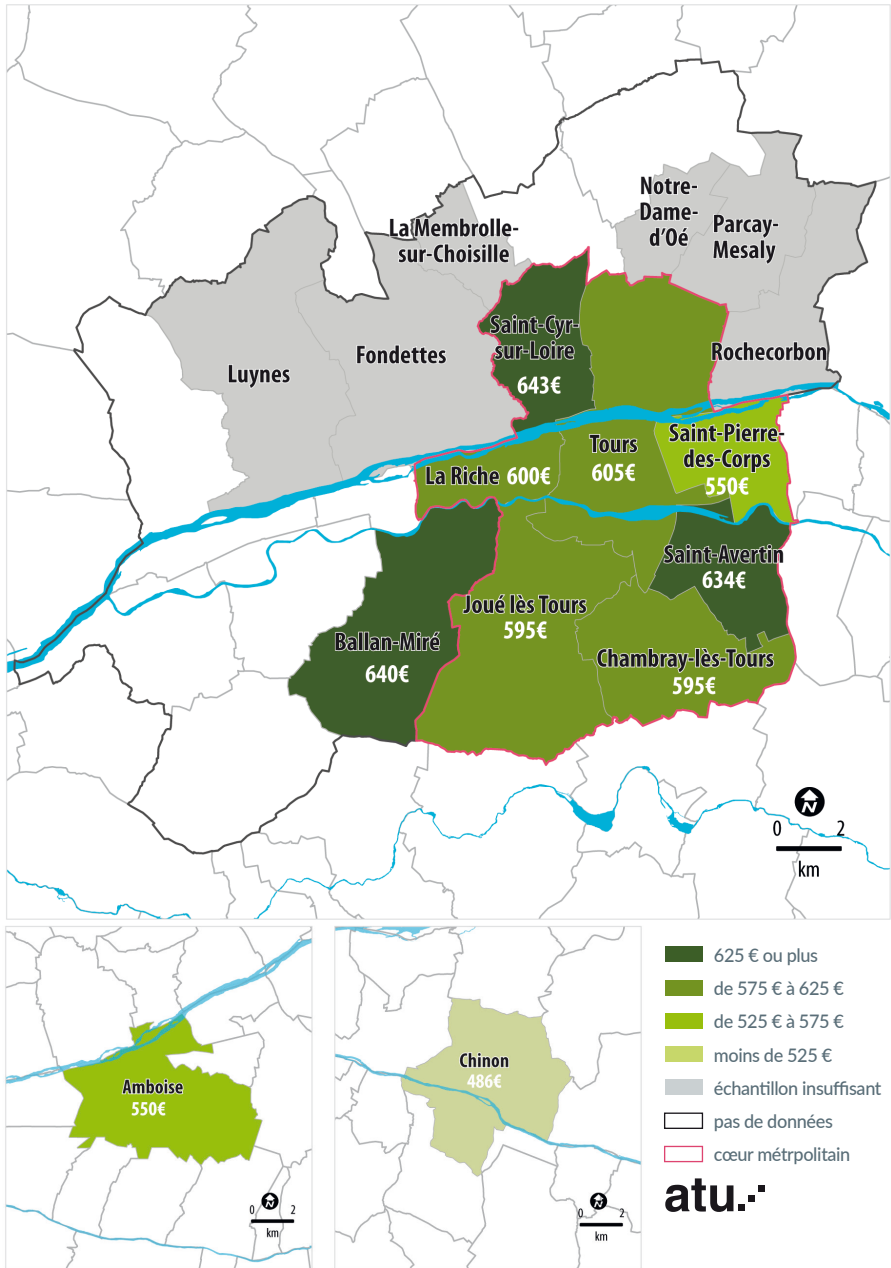 Notre-
Dame-
d'Oé
Parcay-
Mesaly
La Membrolle-
sur-Choisille
Saint-Cyr-
sur-Loire
643€
Luynes
Fondettes
Rochecorbon
Tours
605€
Saint-Pierre-
des-Corps
550€
La Riche 600€
Saint-Avertin
634€
Joué lès Tours
595€
Ballan-Miré
640€
Chambray-lès-Tours
595€
N
0 2
km
Amboise
550€
N
0 2
km
Chinon
486€
N
0 2
km
625 € ou plus
de 575 € à 625 €
de 525 € à 575 €
moins de 525 €
échantillon insuffisant
pas de données
cœur métrpolitain
atu.